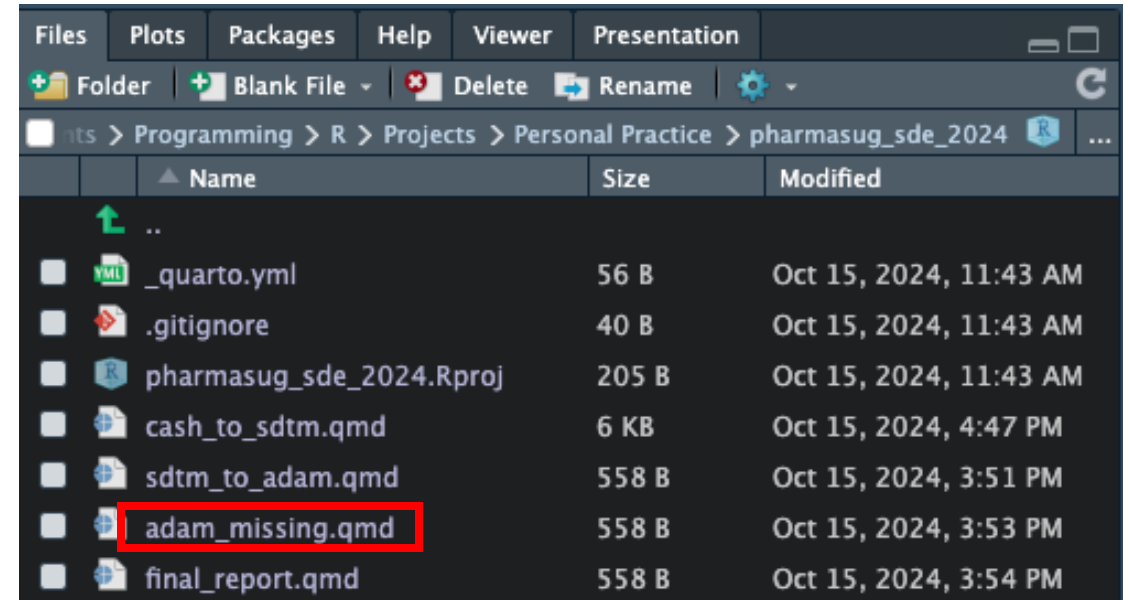 Files Plots Packages Help Viewer Presentation
Folder Blank File Delete Rename
nts > Programming > R > Projects > Personal Practice > pharmasug_sde_2024 R ...
Name Size Modified
..
YML _quarto.yml 56 B Oct 15, 2024, 11:43 AM
.gitignore 40 B Oct 15, 2024, 11:43 AM
R pharmasug_sde_2024.Rproj 205 B Oct 15, 2024, 11:43 AM
cash_to_sdtm.qmd 6 KB Oct 15, 2024, 4:47 PM
sdtm_to_adam.qmd 558 B Oct 15, 2024, 3:51 PM
adam_missing.qmd 558 B Oct 15, 2024, 3:53 PM
final_report.qmd 558 B Oct 15, 2024, 3:54 PM